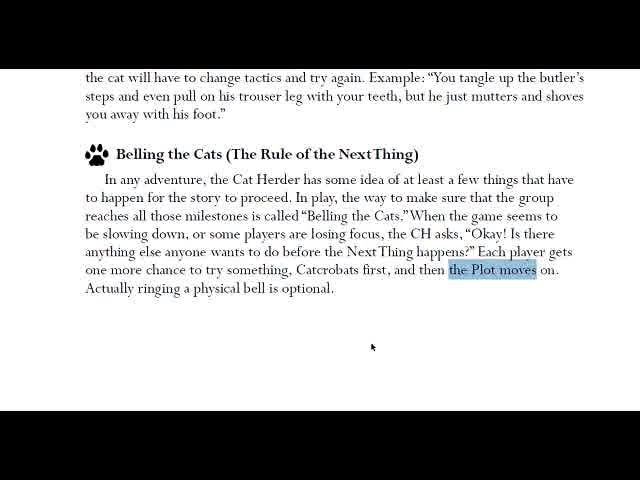 the cat will have to change tactics and try again. Example: “You tangle up the butler’s
steps and even pull on his trouser leg with your teeth, but he just mutters and shoves
you away with his foot.”
Belling the Cats (The Rule of the Next Thing)
In any adventure, the Cat Herder has some idea of at least a few things that have
to happen for the story to proceed. In play, the way to make sure that the group
reaches all those milestones is called “Belling the Cats.” When the game seems to
be slowing down, or some players are losing focus, the CH asks, “Okay! Is there
anything else anyone wants to do before the Next Thing happens?” Each player gets
one more chance to try something, Catcrobats first, and then the Plot moves on.
Actually ringing a physical bell is optional.